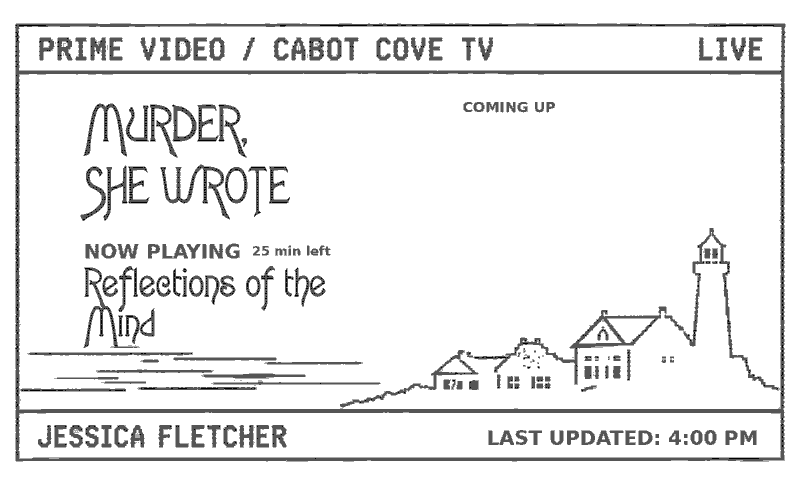 PRIME VIDEO / CABOT COVE TV
LIVE
MURDER,
SHE WROTE
COMING UP
NOW PLAYING 25 min left
Reflections of the
Mind
JESSICA FLETCHER
LAST UPDATED: 4:00 PM